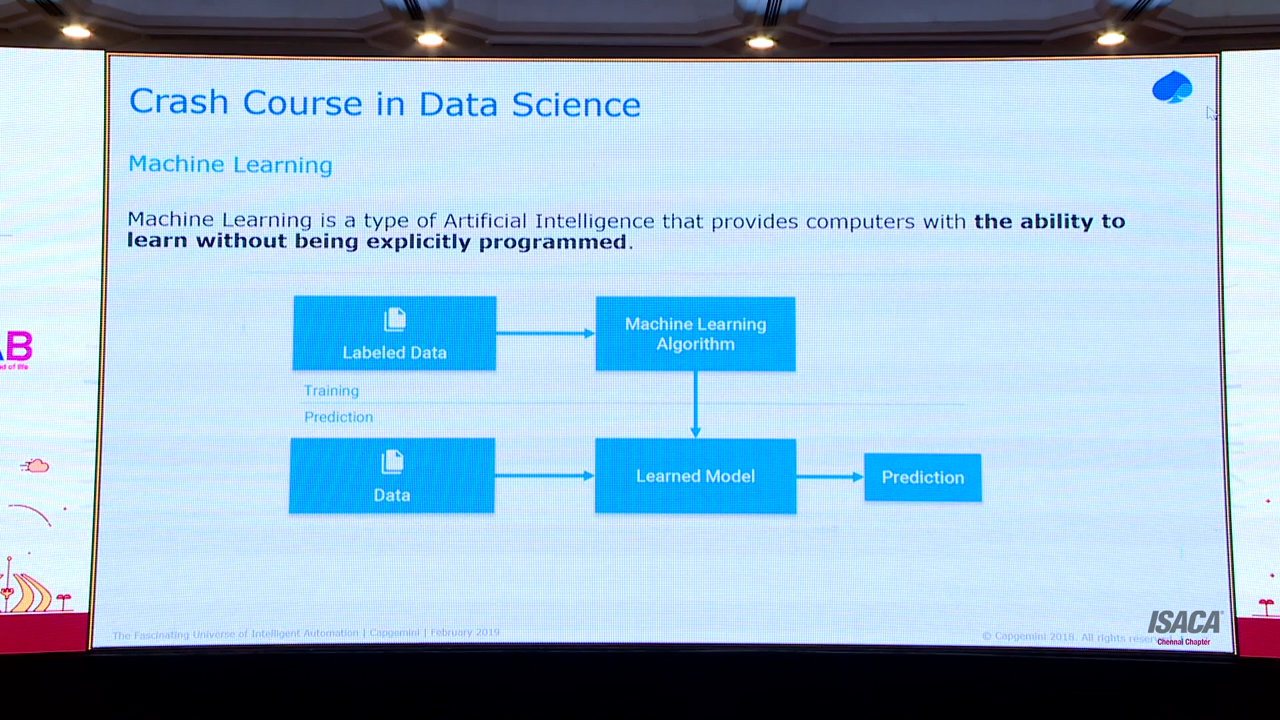 Crash Course in Data Science
Machine Learning
Machine Learning is a type of Artificial Intelligence that provides computers with the ability to
learn without being explicitly programmed.
Labeled Data
Machine Learning
Algorithm
Training
Prediction
Data
Learned Model
Prediction
B
d of life
The Fascinating Universe of Intelligent Automation | Capgemini | February 2019
© Capgemini 2018. All rights
ISACA
Chennai Chapter